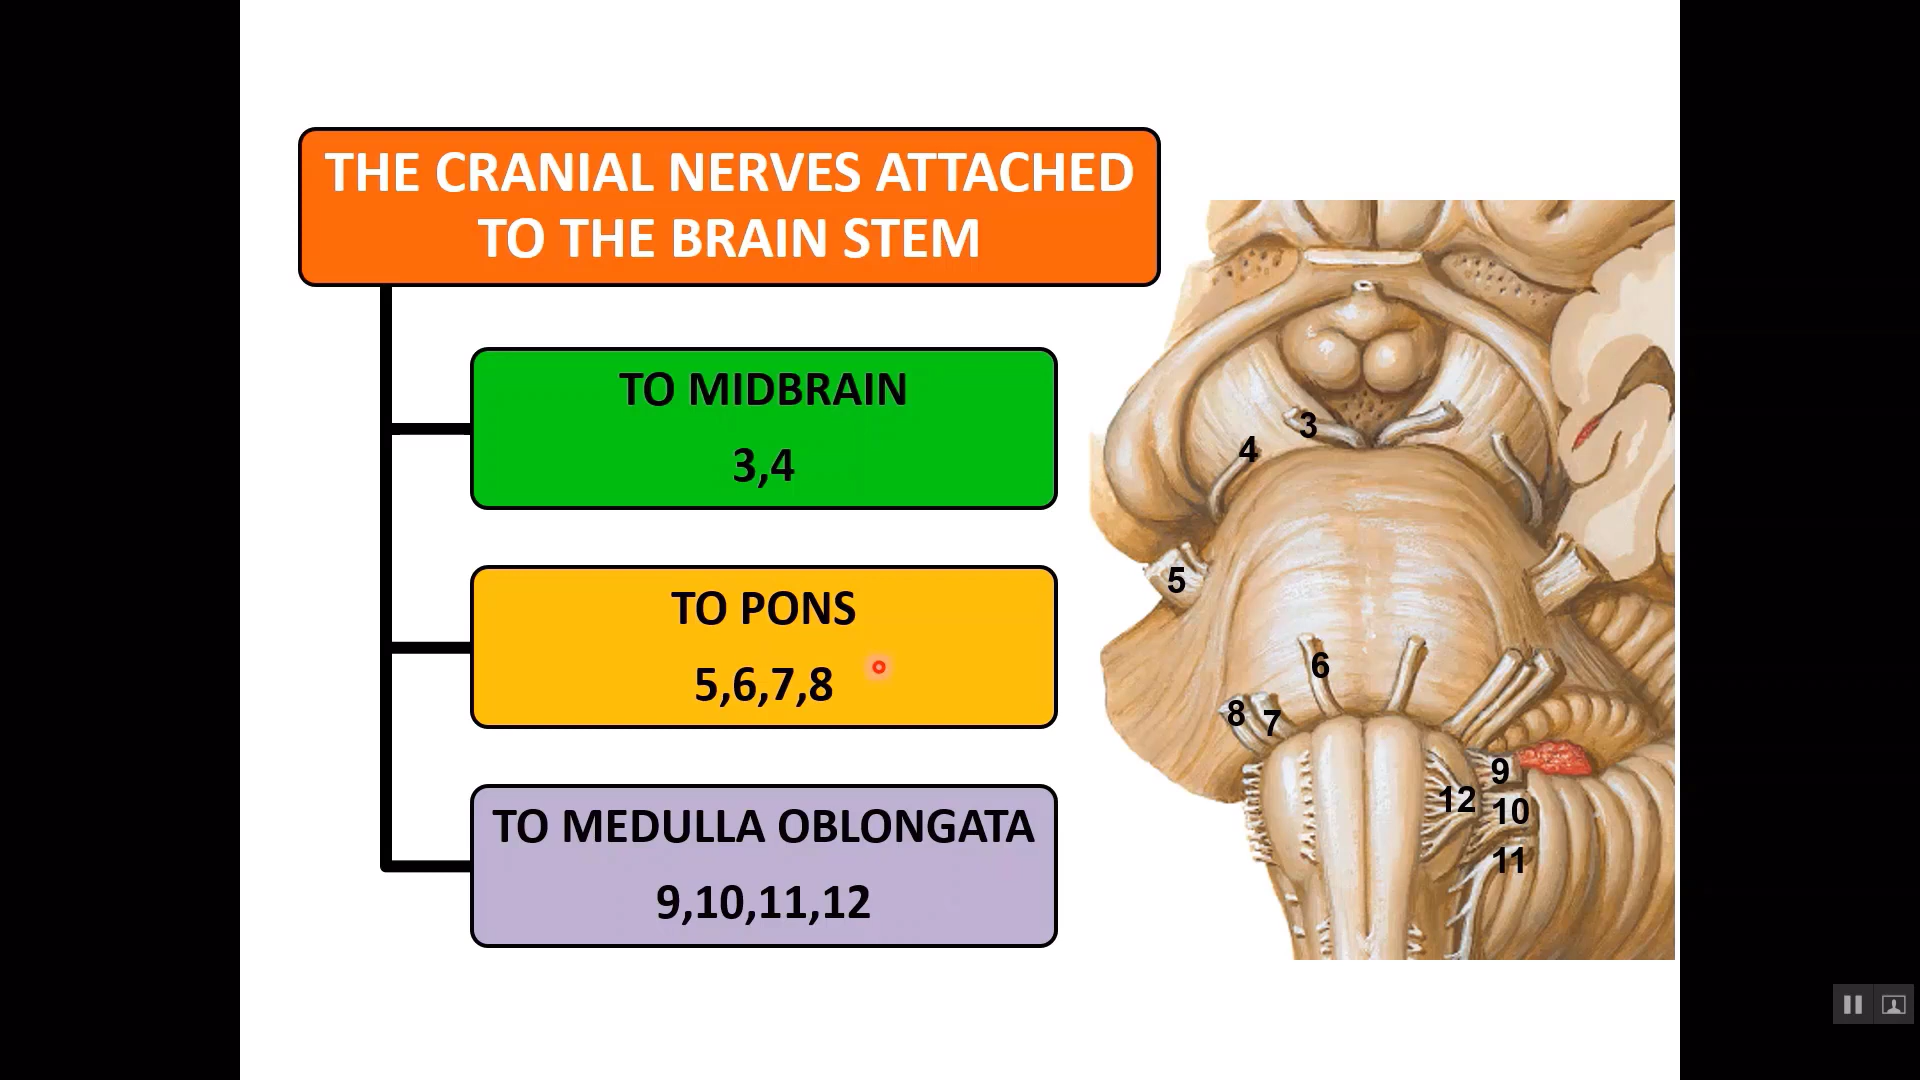 THE CRANIAL NERVES ATTACHED
TO THE BRAIN STEM
TO MIDBRAIN
3,4
TO PONS
5,6,7,8
TO MEDULLA OBLONGATA
9,10,11,12
3
4
5
6
8
7
9
12
10
11